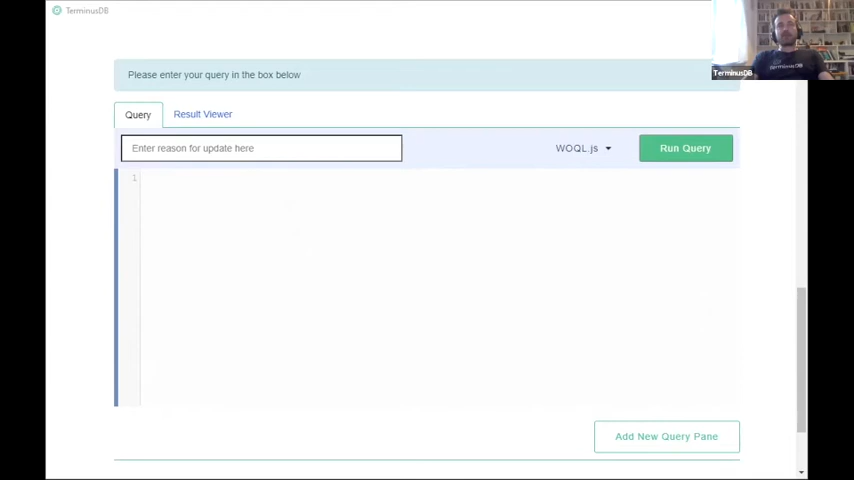 TerminusDB
TerminusDB
Please enter your query in the box below
Query
Result Viewer
Enter reason for update here
WOQL.js
Run Query
1
Add New Query Pane